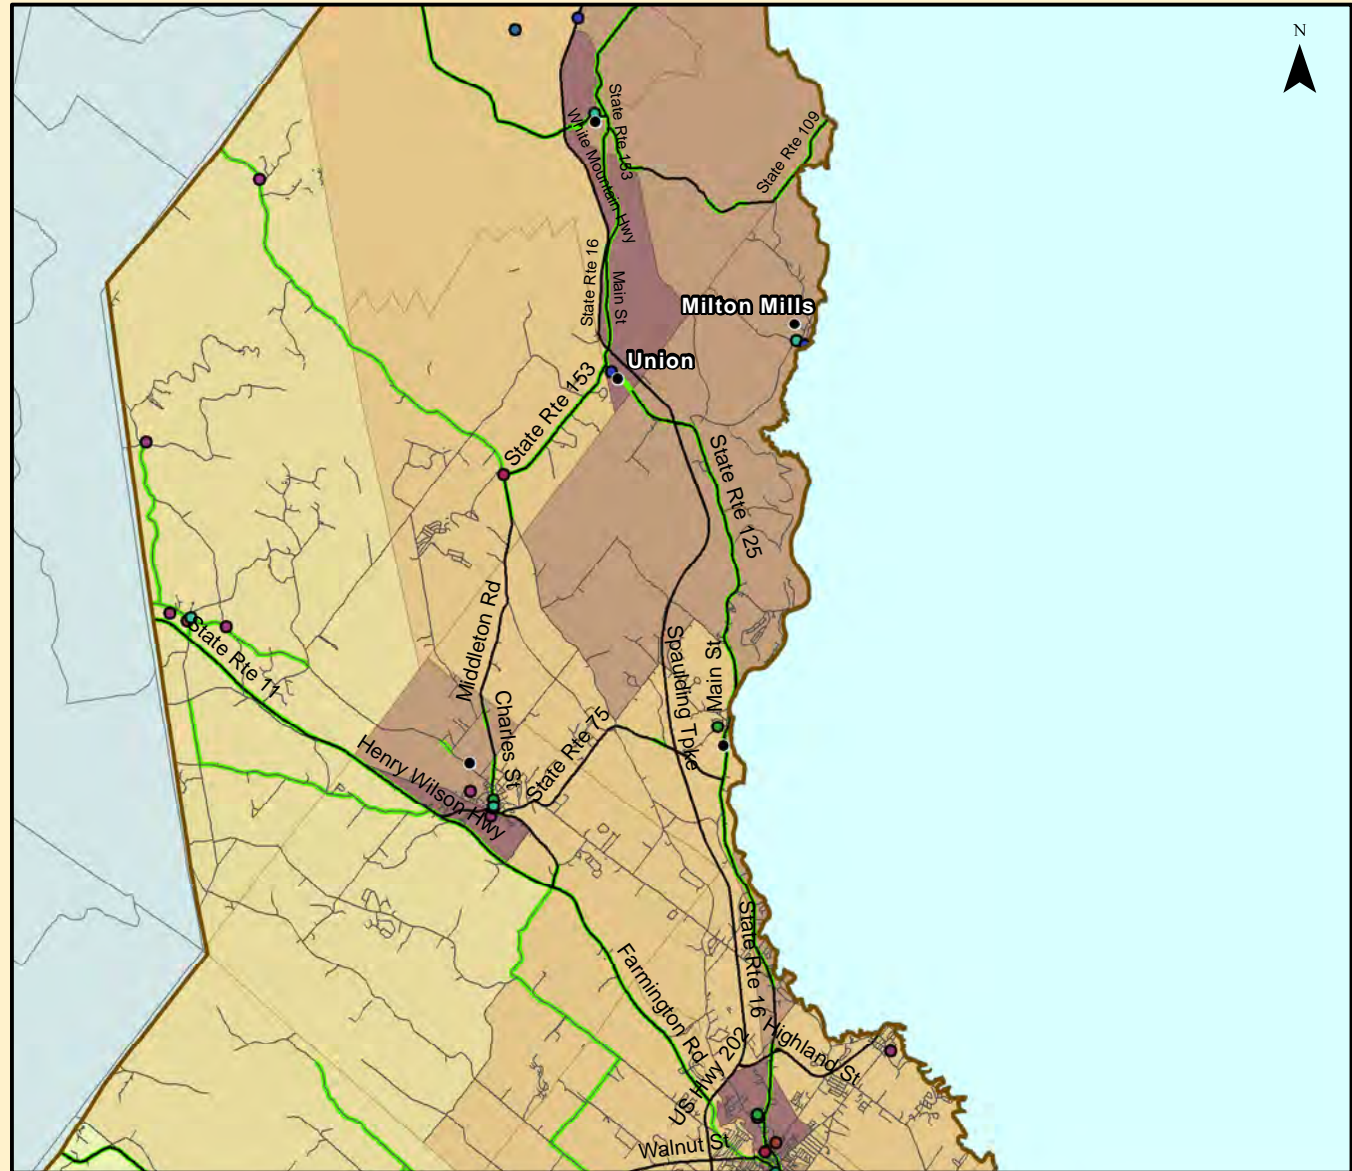 N
State Rte 153
White Mountain Hwy
State Rte 109
State Rte 16
Main St
Milton Mills
Union
State Rte 153
State Rte 125
Middleton Rd
State Rte 11
Spaulding Tpke
Main St
Charles St
State Rte 75
Henry Wilson Hwy
State Rte 16
Farmington Rd
US Hwy 202
Highland St
Walnut St